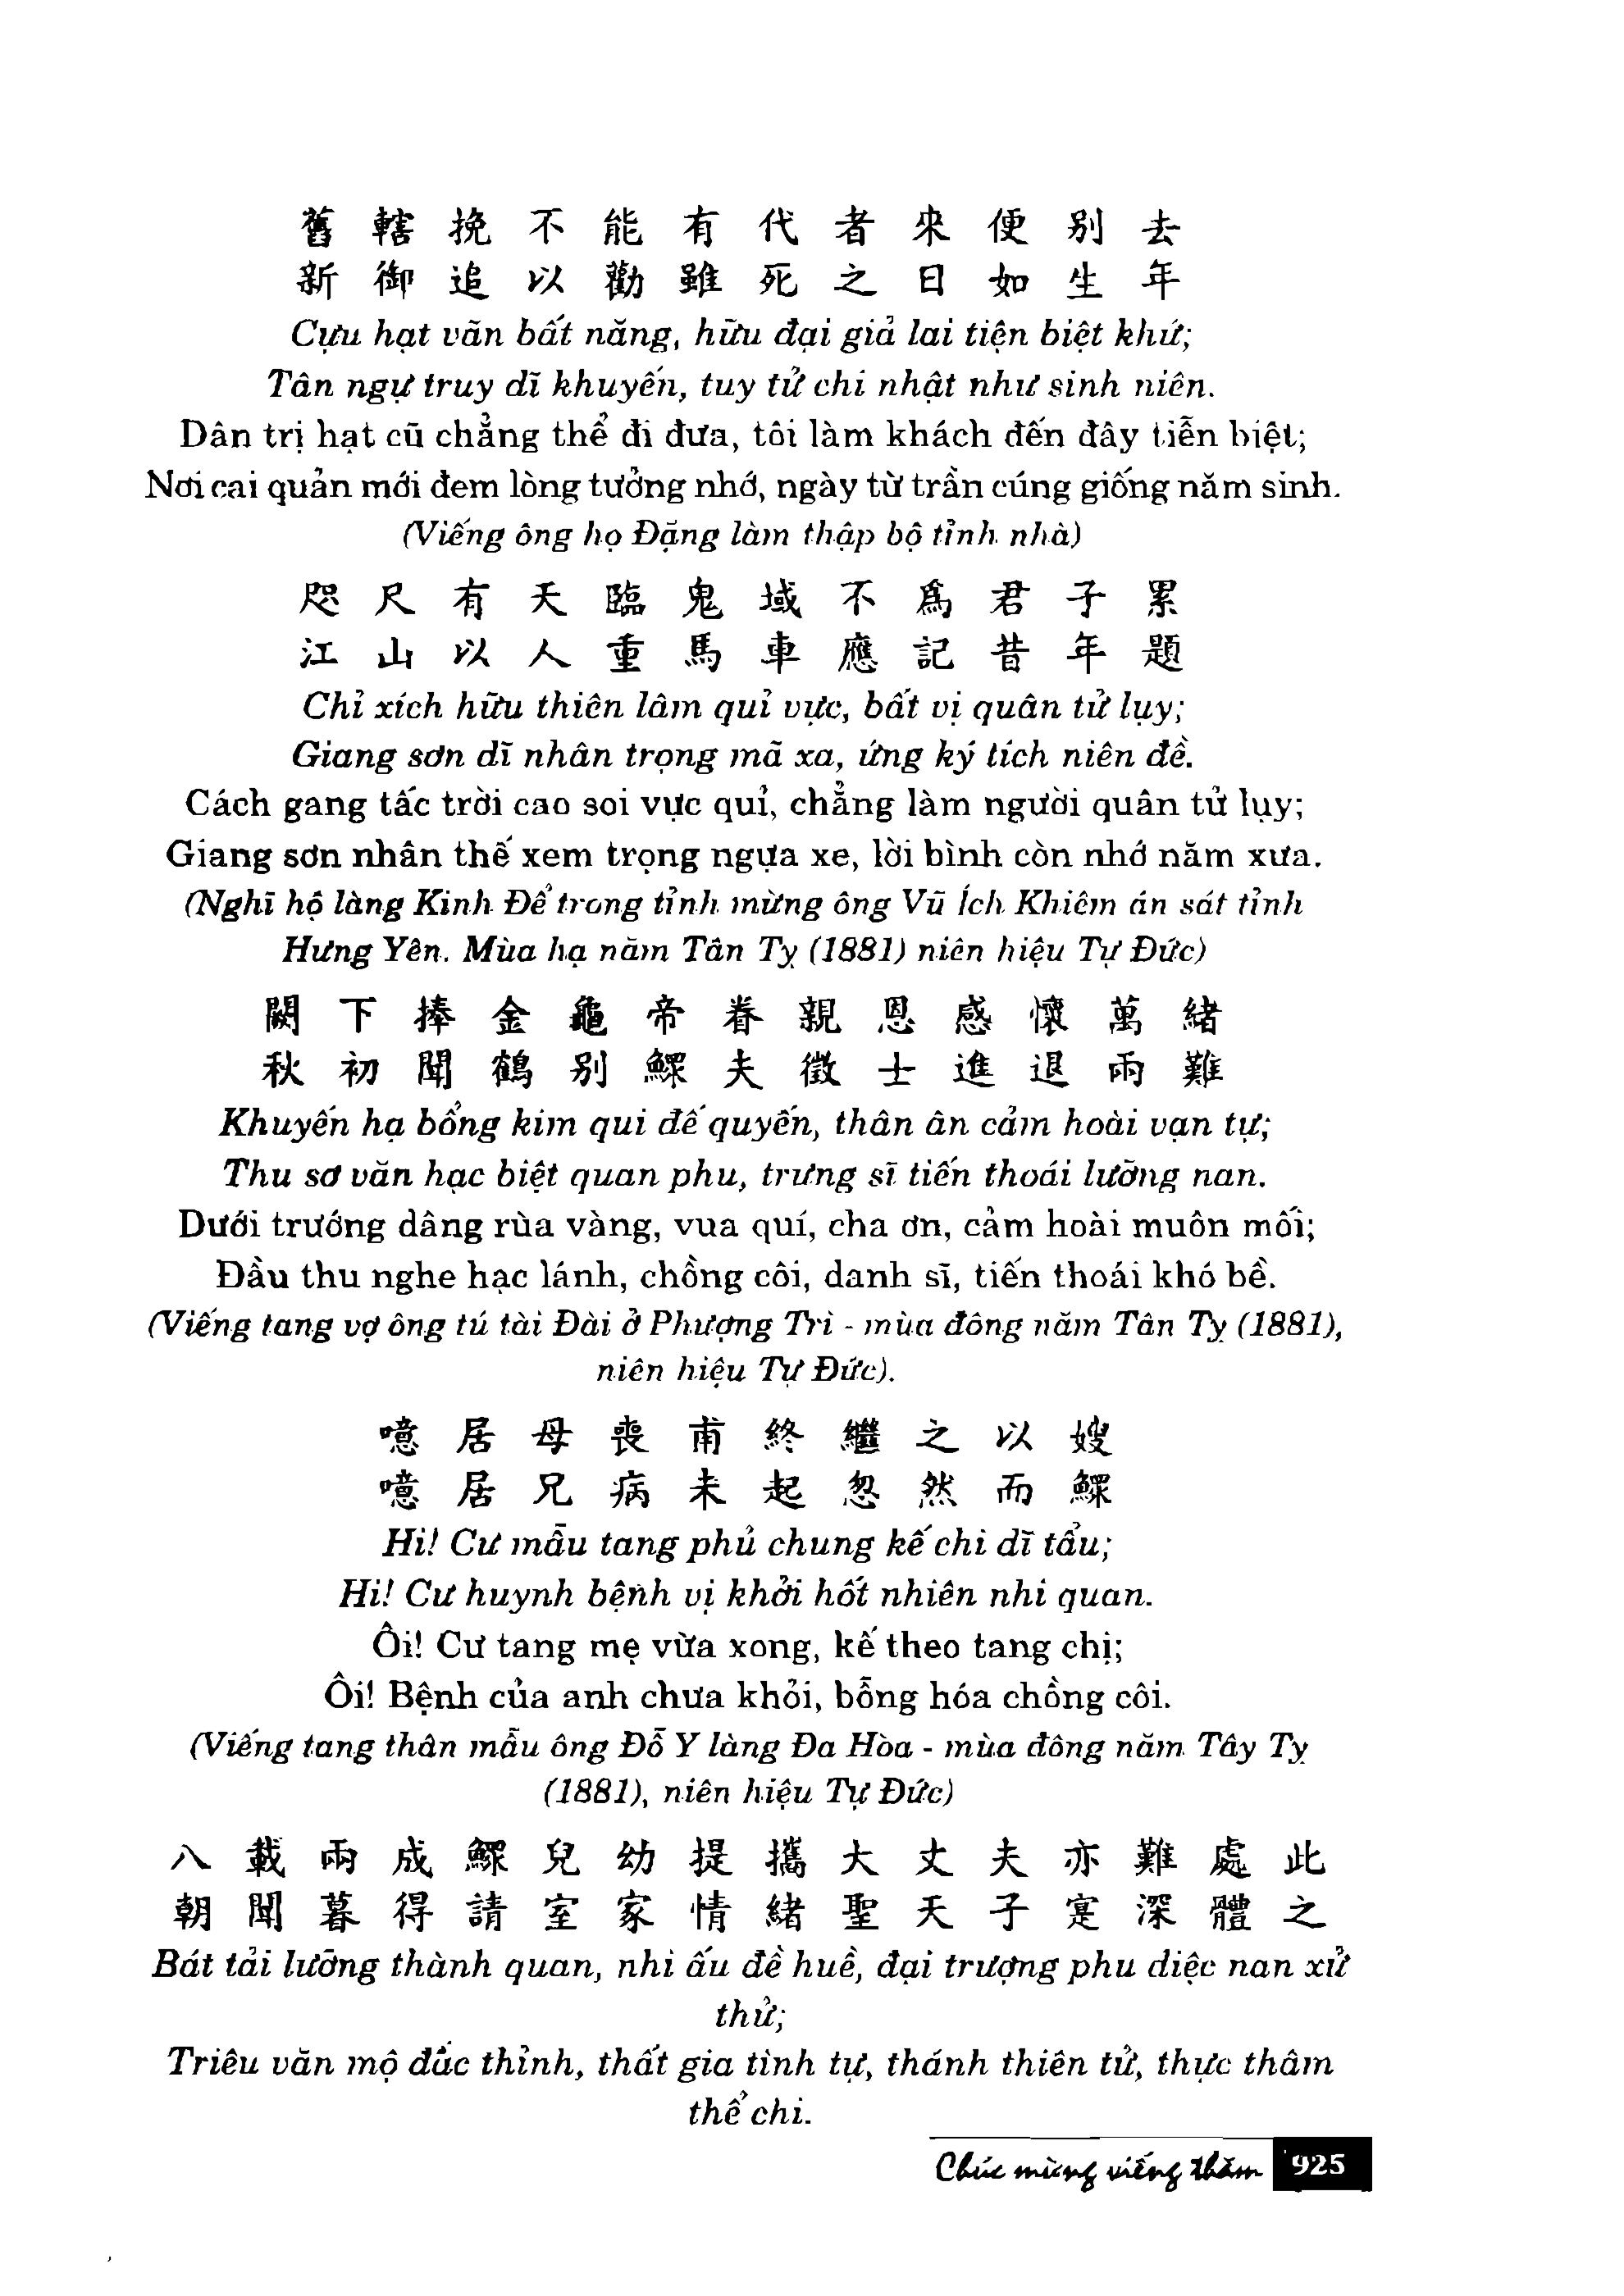 舊轄挽不能有代者來便別去
新御追以勸雖死之日如生年
Cựu hạt vãn bất năng, hữu đại giả lai tiện biệt khứ;
Tân ngự truy dĩ khuyến, tuy tử chi nhật như sinh niên.
Dân trị hạt cũ chẳng thể đi đưa, tôi làm khách đến đây tiễn biệt;
Nơi cai quản mới đem lòng tưởng nhớ, ngày từ trần cúng giống năm sinh.
(Viếng ông họ Đặng làm thập bộ tỉnh nhà)
咫尺有天臨鬼域不爲君子累
江山以人重馬車應記昔年題
Chỉ xích hữu thiên lâm quỉ vực, bất vị quân tử lụy;
Giang sơn dĩ nhân trọng mã xa, ứng ký tích niên đề.
Cách gang tấc trời cao soi vực quỉ, chẳng làm người quân tử lụy;
Giang sơn nhân thế xem trọng ngựa xe, lời bình còn nhớ năm xưa.
(Nghĩ hộ làng Kinh Để trong tỉnh mừng ông Vũ Ích Khiêm án sát tỉnh
Hưng Yên. Mùa hạ năm Tân Tỵ (1881) niên hiệu Tự Đức)
闕下捧金龜帝眷親恩感懷萬緒
秋初聞鶴別鰥夫徵士進退兩難
Khuyến hạ bổng kim qui đế quyến, thân ân cảm hoài vạn tự;
Thu sơ văn hạc biệt quan phu, trưng sĩ tiến thoái lưỡng nan.
Dưới trướng dâng rùa vàng, vua quí, cha ơn, cảm hoài muôn mối;
Đầu thu nghe hạc lánh, chồng côi, danh sĩ, tiến thoái khó bề.
(Viếng tang vợ ông tú tài Đài ở Phượng Trì - mùa đông năm Tân Tỵ (1881),
niên hiệu Tự Đức).
噫居母喪甫終繼之以嫂
噫居兄病未起忽然而鰥
Hi! Cư mẫu tang phủ chung kế chi dĩ tẩu;
Hi! Cư huynh bệnh vị khởi hốt nhiên nhi quan.
Ôi! Cư tang mẹ vừa xong, kế theo tang chị;
Ôi! Bệnh của anh chưa khỏi, bỗng hóa chồng côi.
(Viếng tang thân mẫu ông Đỗ Y làng Đa Hòa - mùa đông năm Tây Tỵ
(1881), niên hiệu Tự Đức)
八載兩成鰥兒幼提攜大丈夫亦難處此
朝聞暮得請室家情緒聖天子寔深體之
Bát tải lưỡng thành quan, nhi ấu đề huề, đại trượng phu diệc nan xử
thử;
Triêu văn mộ đắc thỉnh, thất gia tình tự, thánh thiên tử, thực thâm
thể chi.
Chúc mừng viếng thăm 925